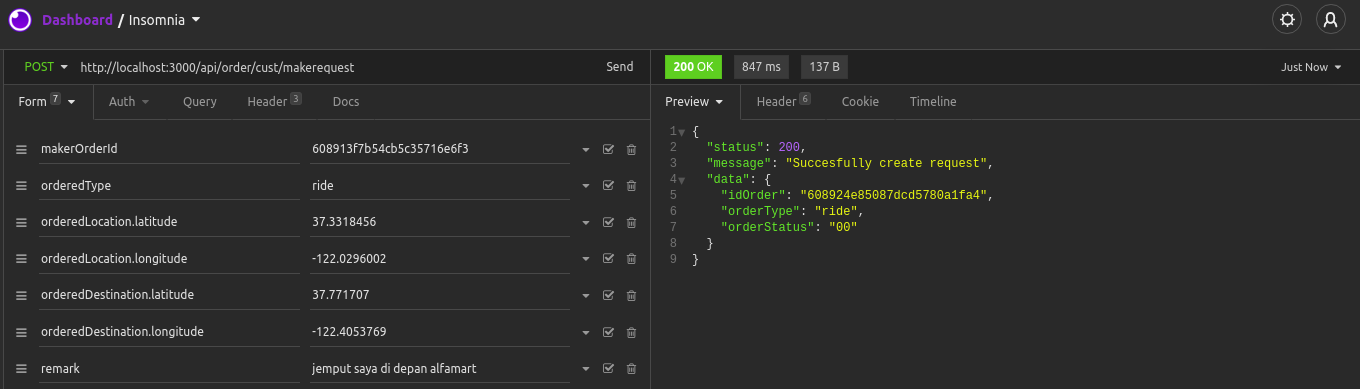 Dashboard / Insomnia
POST http://localhost:3000/api/order/cust/makerequest Send
200 OK 847 ms 137 B Just Now
Form 7 Auth Query Header 3 Docs
Preview Header 6 Cookie Timeline
makerOrderId 608913f7b54cb5c35716e6f3
orderedType ride
orderedLocation.latitude 37.3318456
orderedLocation.longitude -122.0296002
orderedDestination.latitude 37.771707
orderedDestination.longitude -122.4053769
remark jemput saya di depan alfamart
1 {
2 "status": 200,
3 "message": "Succesfully create request",
4 "data": {
5 "idOrder": "608924e85087dcd5780a1fa4",
6 "orderType": "ride",
7 "orderStatus": "00"
8 }
9 }